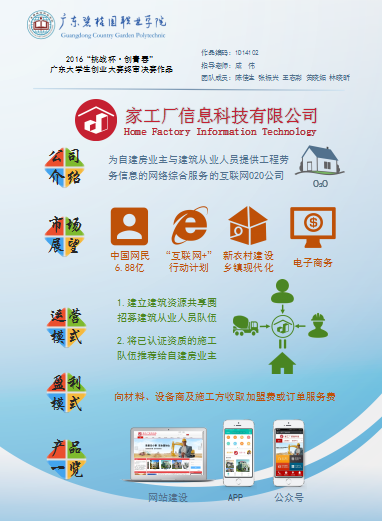 广东碧桂园职业学院
Guangdong Country Garden Polytechnic
2016“挑战杯·创青春”
广东大学生创业大赛终审决赛作品
作品编码: 1D14102
指导老师:
团队成员: 陈佳金 张振兴
家工厂信息科技有限公司
Home Factory Information Technology
公司
介绍
为自建房业主与建筑从业人员提供工程劳
务信息的网络综合服务的互联网O2O公司
O2O
市场
展望
中国网民
6.88亿
“互联网+”
行动计划
新农村建设
乡镇现代化
电子商务
运营
模式
1.建立建筑资源共享圈
招募建筑从业人员队伍
2.将已认证资质的施工
队伍推荐给自建房业主
盈利
模式
向材料、设备商及施工方收取加盟费或订单服务费
产品
一览
网站建设
APP
公众号